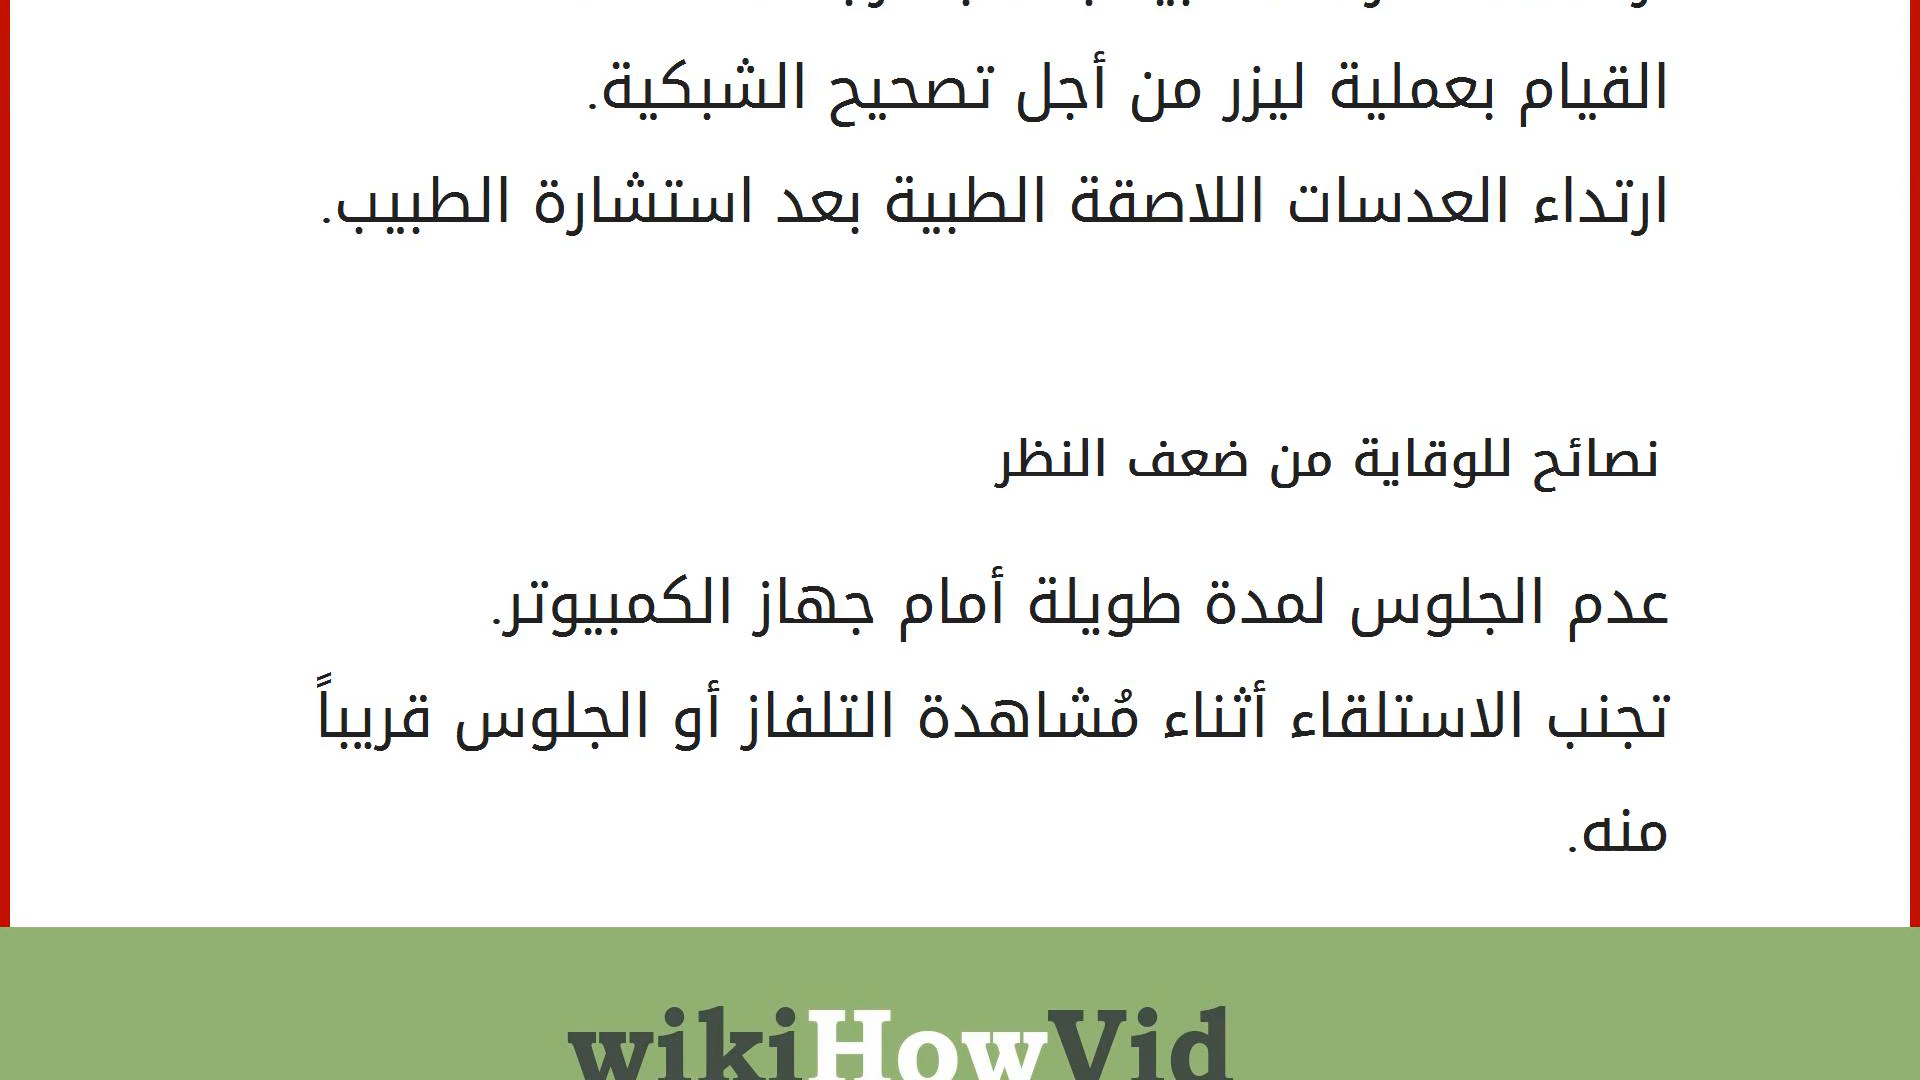 القيام بعملية ليزر من أجل تصحيح الشبكية.
ارتداء العدسات اللاصقة الطبية بعد استشارة الطبيب.
نصائح للوقاية من ضعف النظر
عدم الجلوس لمدة طويلة أمام جهاز الكمبيوتر.
تجنب الاستلقاء أثناء مُشاهدة التلفاز أو الجلوس قريباً
منه.
wikiHowVid